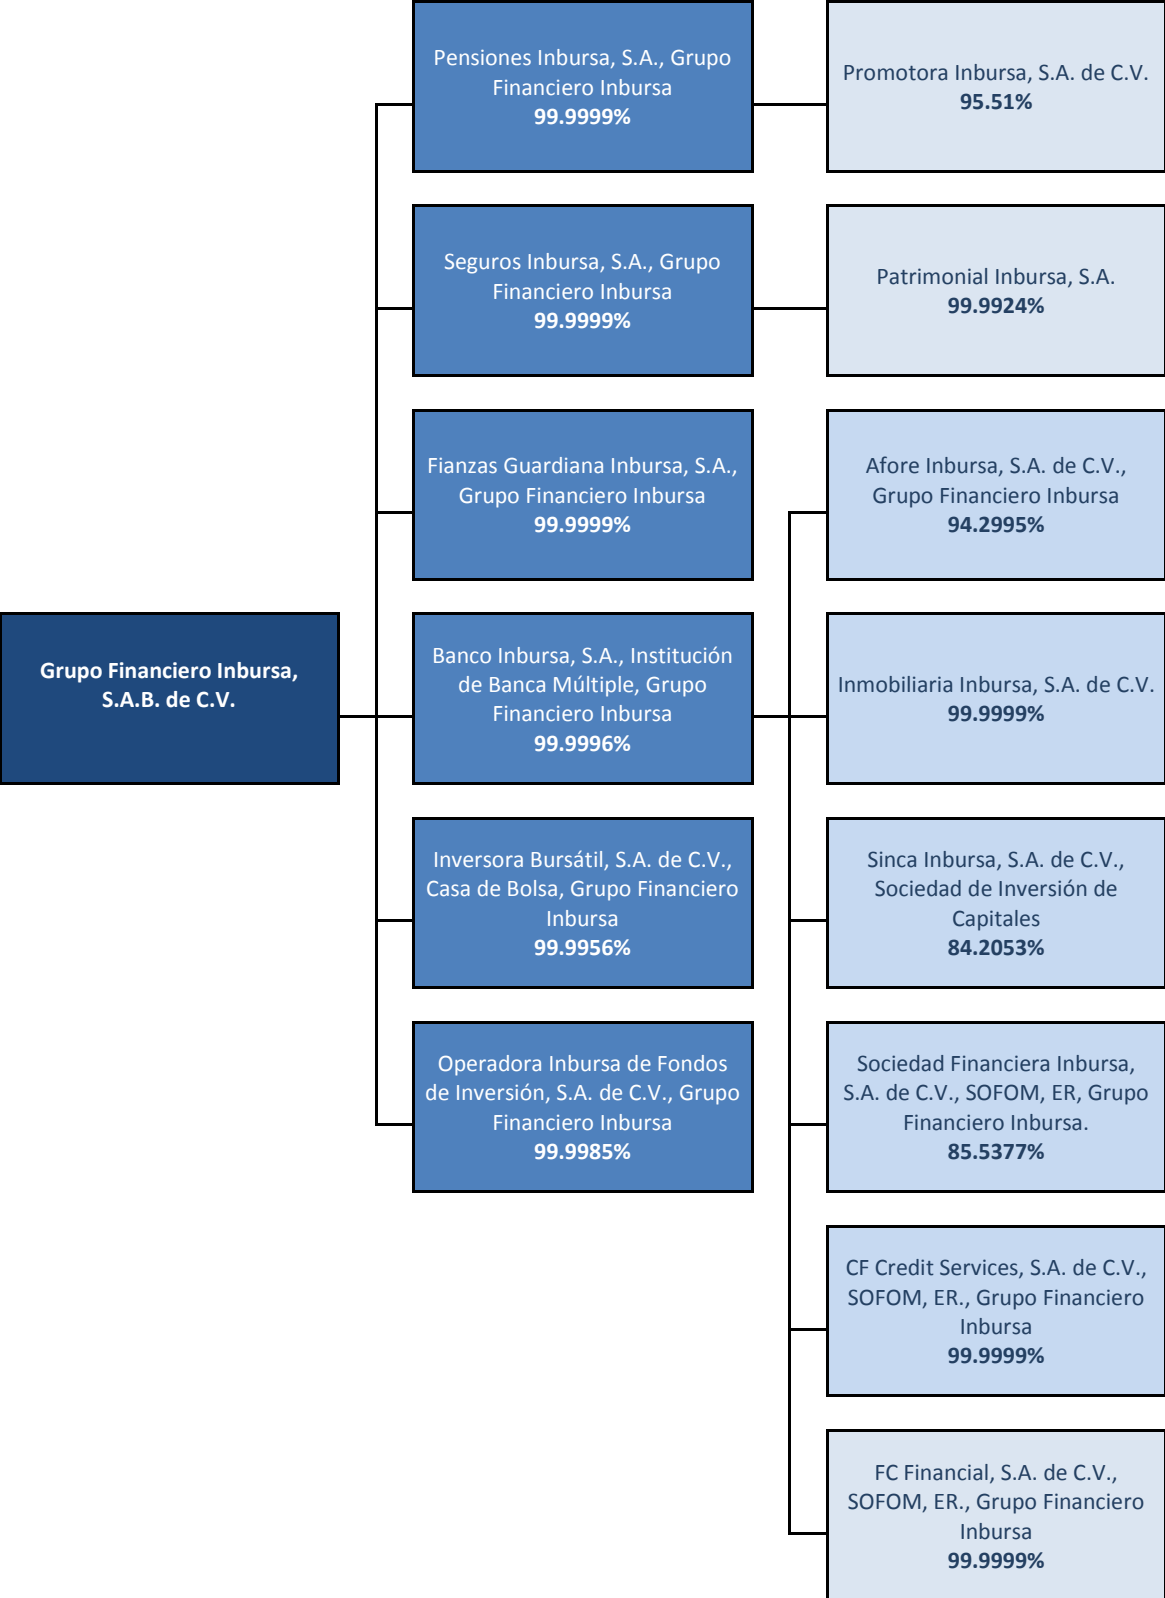 Grupo Financiero Inbursa,
S.A.B. de C.V.
Pensiones Inbursa, S.A., Grupo
Financiero Inbursa
99.9999%
Promotora Inbursa, S.A. de C.V.
95.51%
Seguros Inbursa, S.A., Grupo
Financiero Inbursa
99.9999%
Patrimonial Inbursa, S.A.
99.9924%
Fianzas Guardiana Inbursa, S.A.,
Grupo Financiero Inbursa
99.9999%
Banco Inbursa, S.A., Institución
de Banca Múltiple, Grupo
Financiero Inbursa
99.9996%
Afore Inbursa, S.A. de C.V.,
Grupo Financiero Inbursa
94.2995%
Inmobiliaria Inbursa, S.A. de C.V.
99.9999%
Sinca Inbursa, S.A. de C.V.,
Sociedad de Inversión de
Capitales
84.2053%
Sociedad Financiera Inbursa,
S.A. de C.V., SOFOM, ER, Grupo
Financiero Inbursa.
85.5377%
CF Credit Services, S.A. de C.V.,
SOFOM, ER., Grupo Financiero
Inbursa
99.9999%
FC Financial, S.A. de C.V.,
SOFOM, ER., Grupo Financiero
Inbursa
99.9999%
Inversora Bursátil, S.A. de C.V.,
Casa de Bolsa, Grupo Financiero
Inbursa
99.9956%
Operadora Inbursa de Fondos
de Inversión, S.A. de C.V., Grupo
Financiero Inbursa
99.9985%